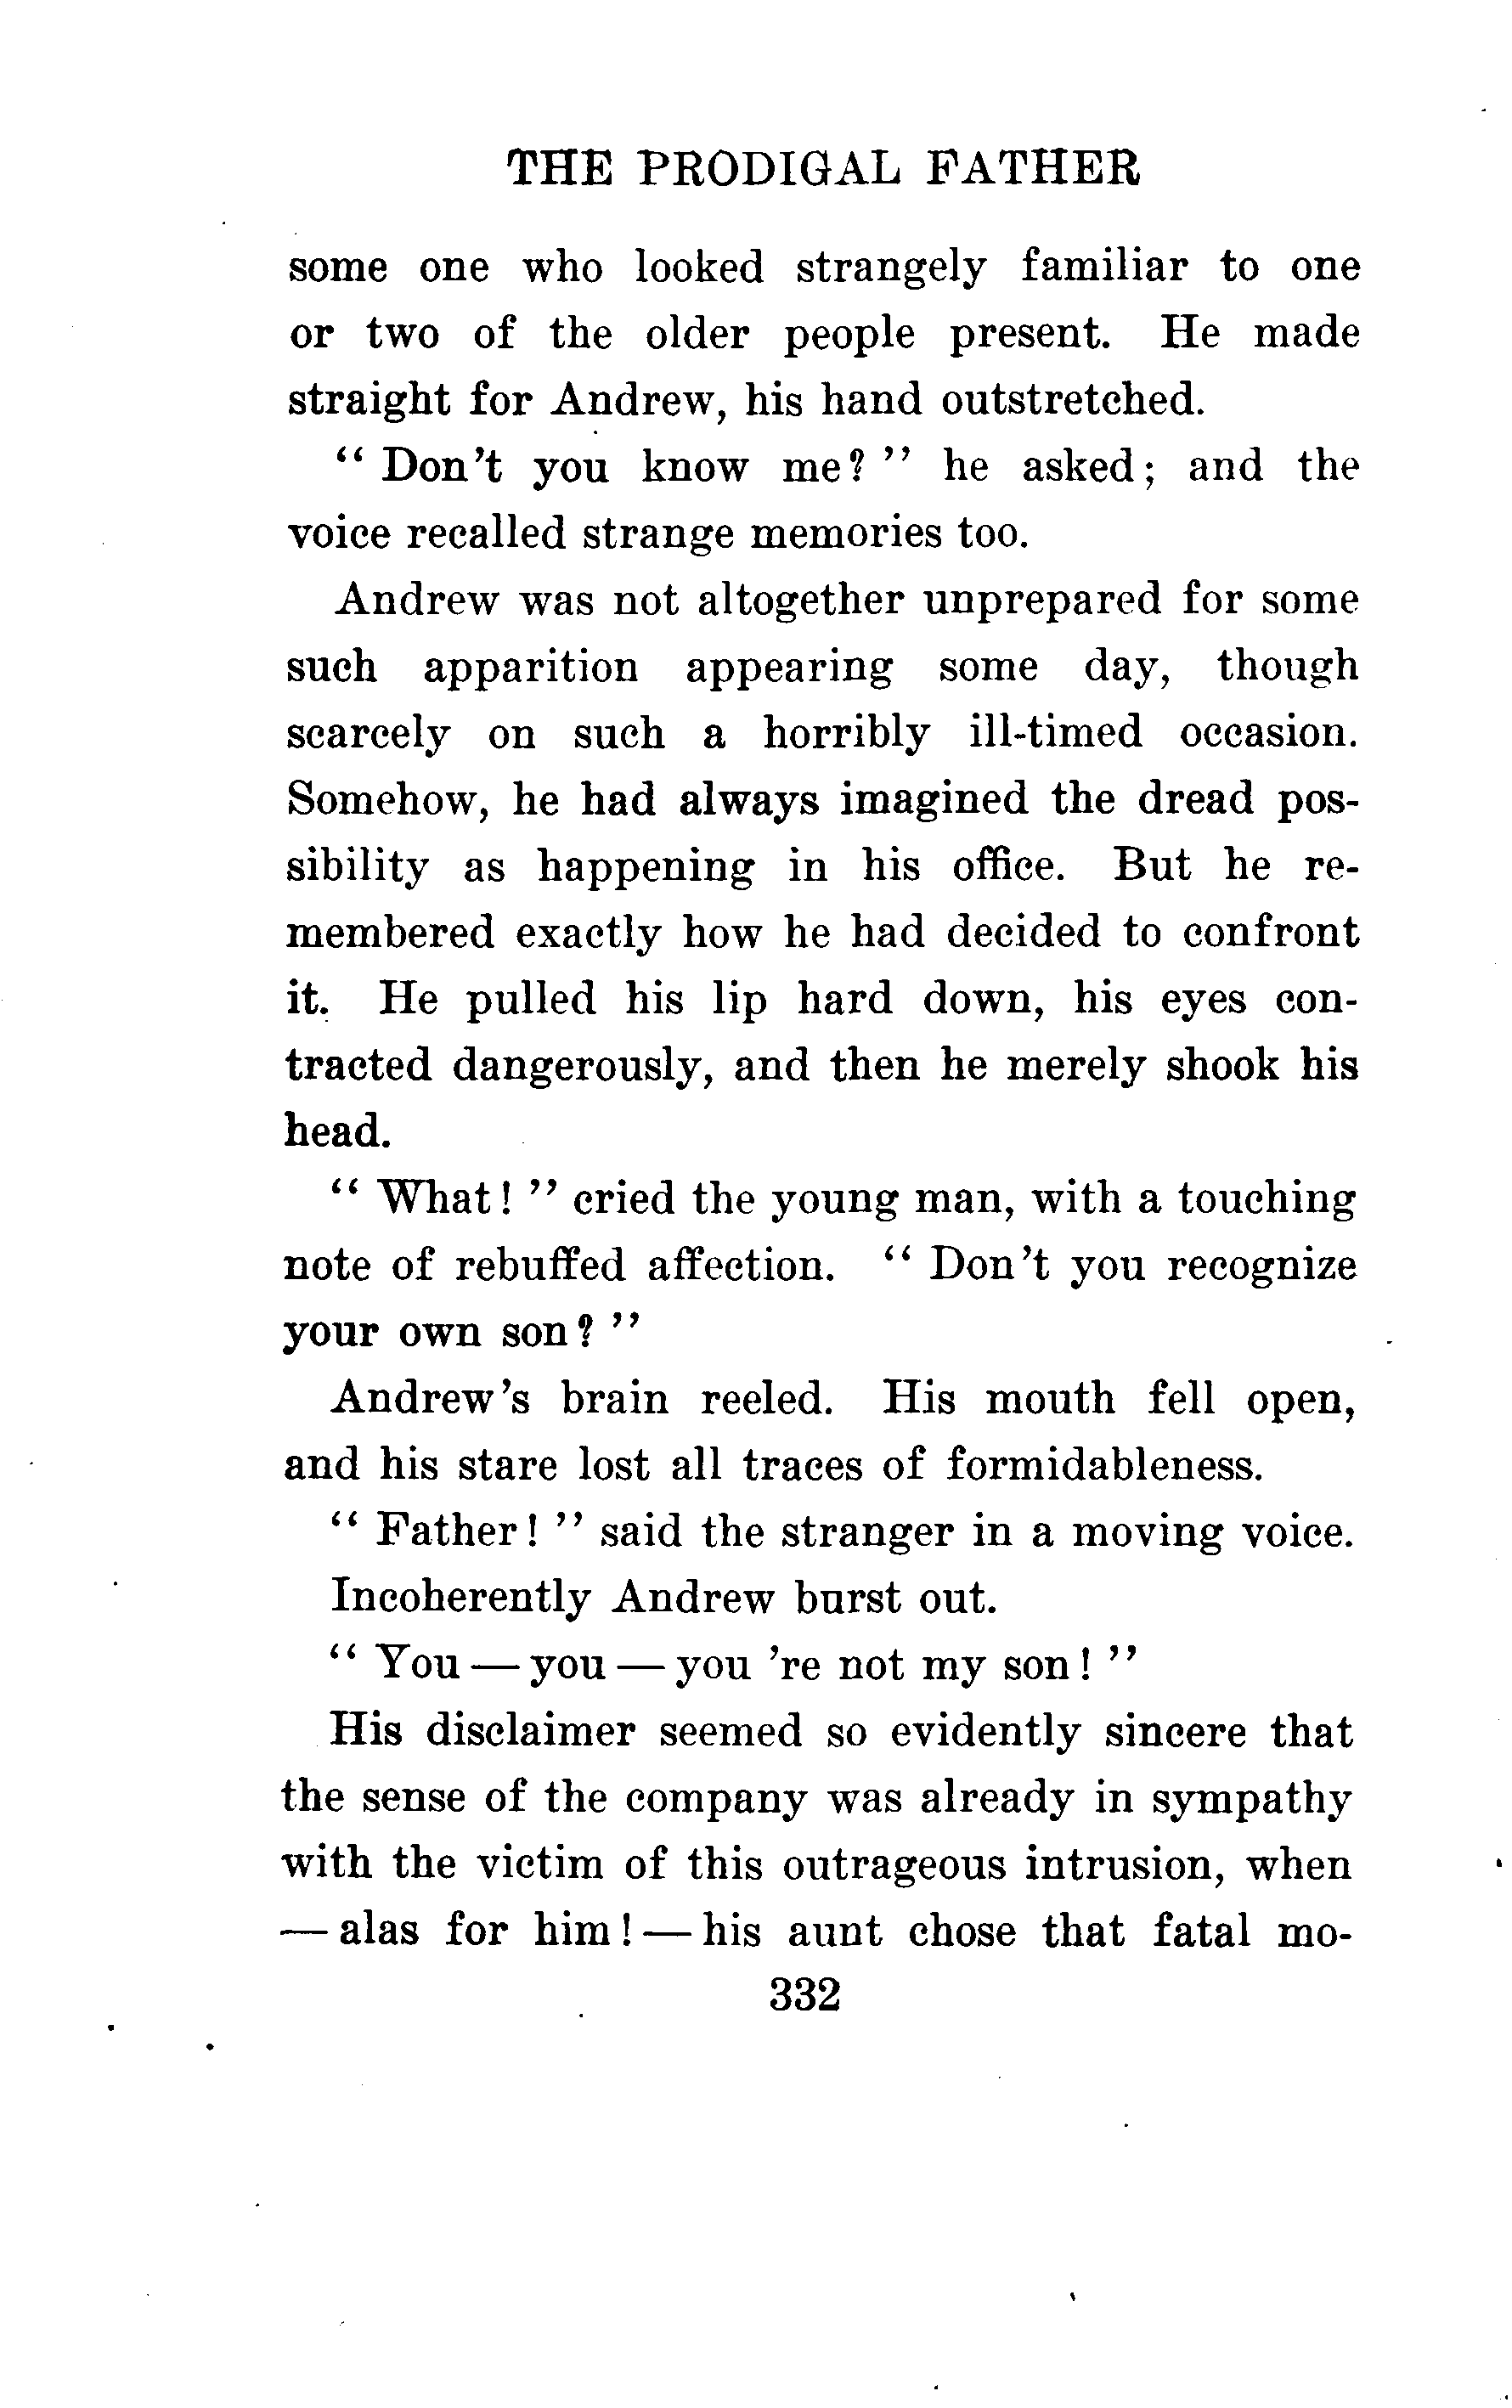 THE PRODIGAL FATHER
some one who looked strangely familiar to one
or two of the older people present. He made
straight for Andrew, his hand outstretched.
“ Don't you know me? ” he asked; and the
voice recalled strange memories too.
Andrew was not altogether unprepared for some
such apparition appearing some day, though
scarcely on such a horribly ill-timed occasion.
Somehow, he had always imagined the dread pos-
sibility as happening in his office. But he re-
membered exactly how he had decided to confront
it. He pulled his lip hard down, his eyes con-
tracted dangerously, and then he merely shook his
head.
“ What! ” cried the young man, with a touching
note of rebuffed affection. “ Don't you recognize
your own son? ”
Andrew's brain reeled. His mouth fell open,
and his stare lost all traces of formidableness.
“ Father! ” said the stranger in a moving voice.
Incoherently Andrew burst out.
“ You — you — you 're not my son! ”
His disclaimer seemed so evidently sincere that
the sense of the company was already in sympathy
with the victim of this outrageous intrusion, when
— alas for him! — his aunt chose that fatal mo-
332